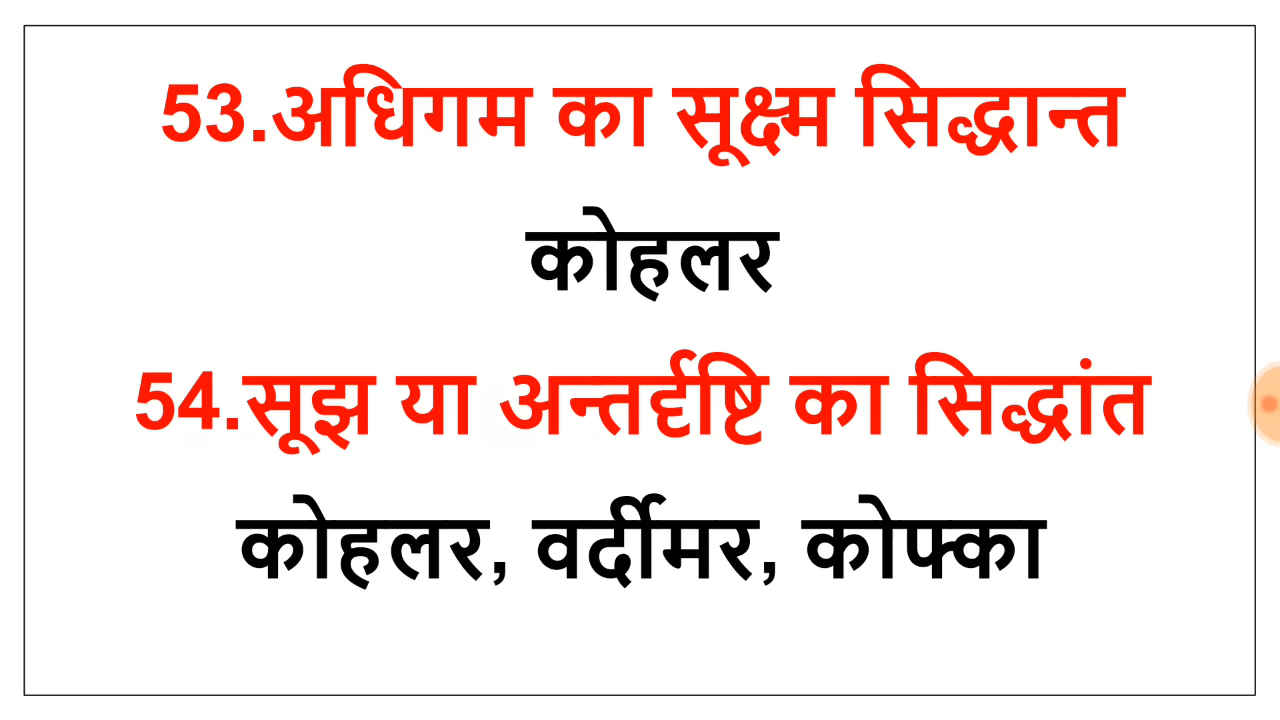 53.अधिगम का सूक्ष्म सिद्धान्त
कोहलर
54.सूझ या अन्तर्दृष्टि का सिद्धांत
कोहलर, वर्दीमर, कोफ्का